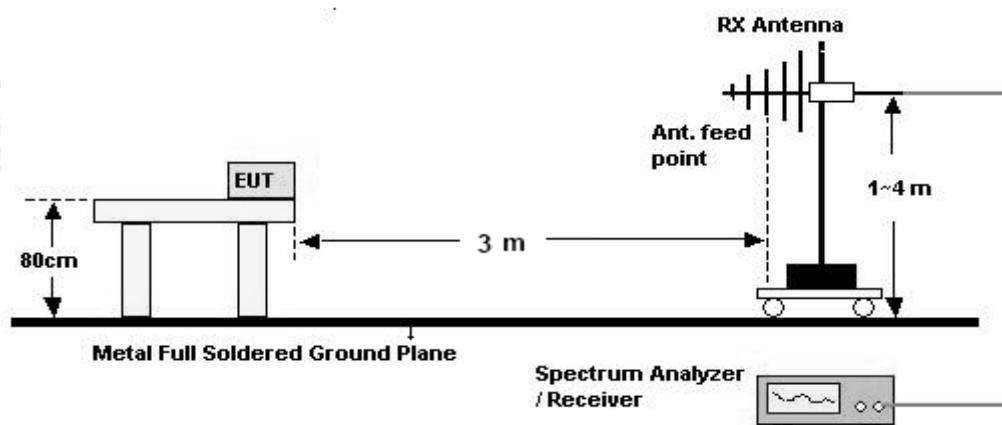 RX Antenna
Ant. feed
point
EUT
1~4 m
3 m
80cm
Metal Full Soldered Ground Plane
Spectrum Analyzer
/ Receiver